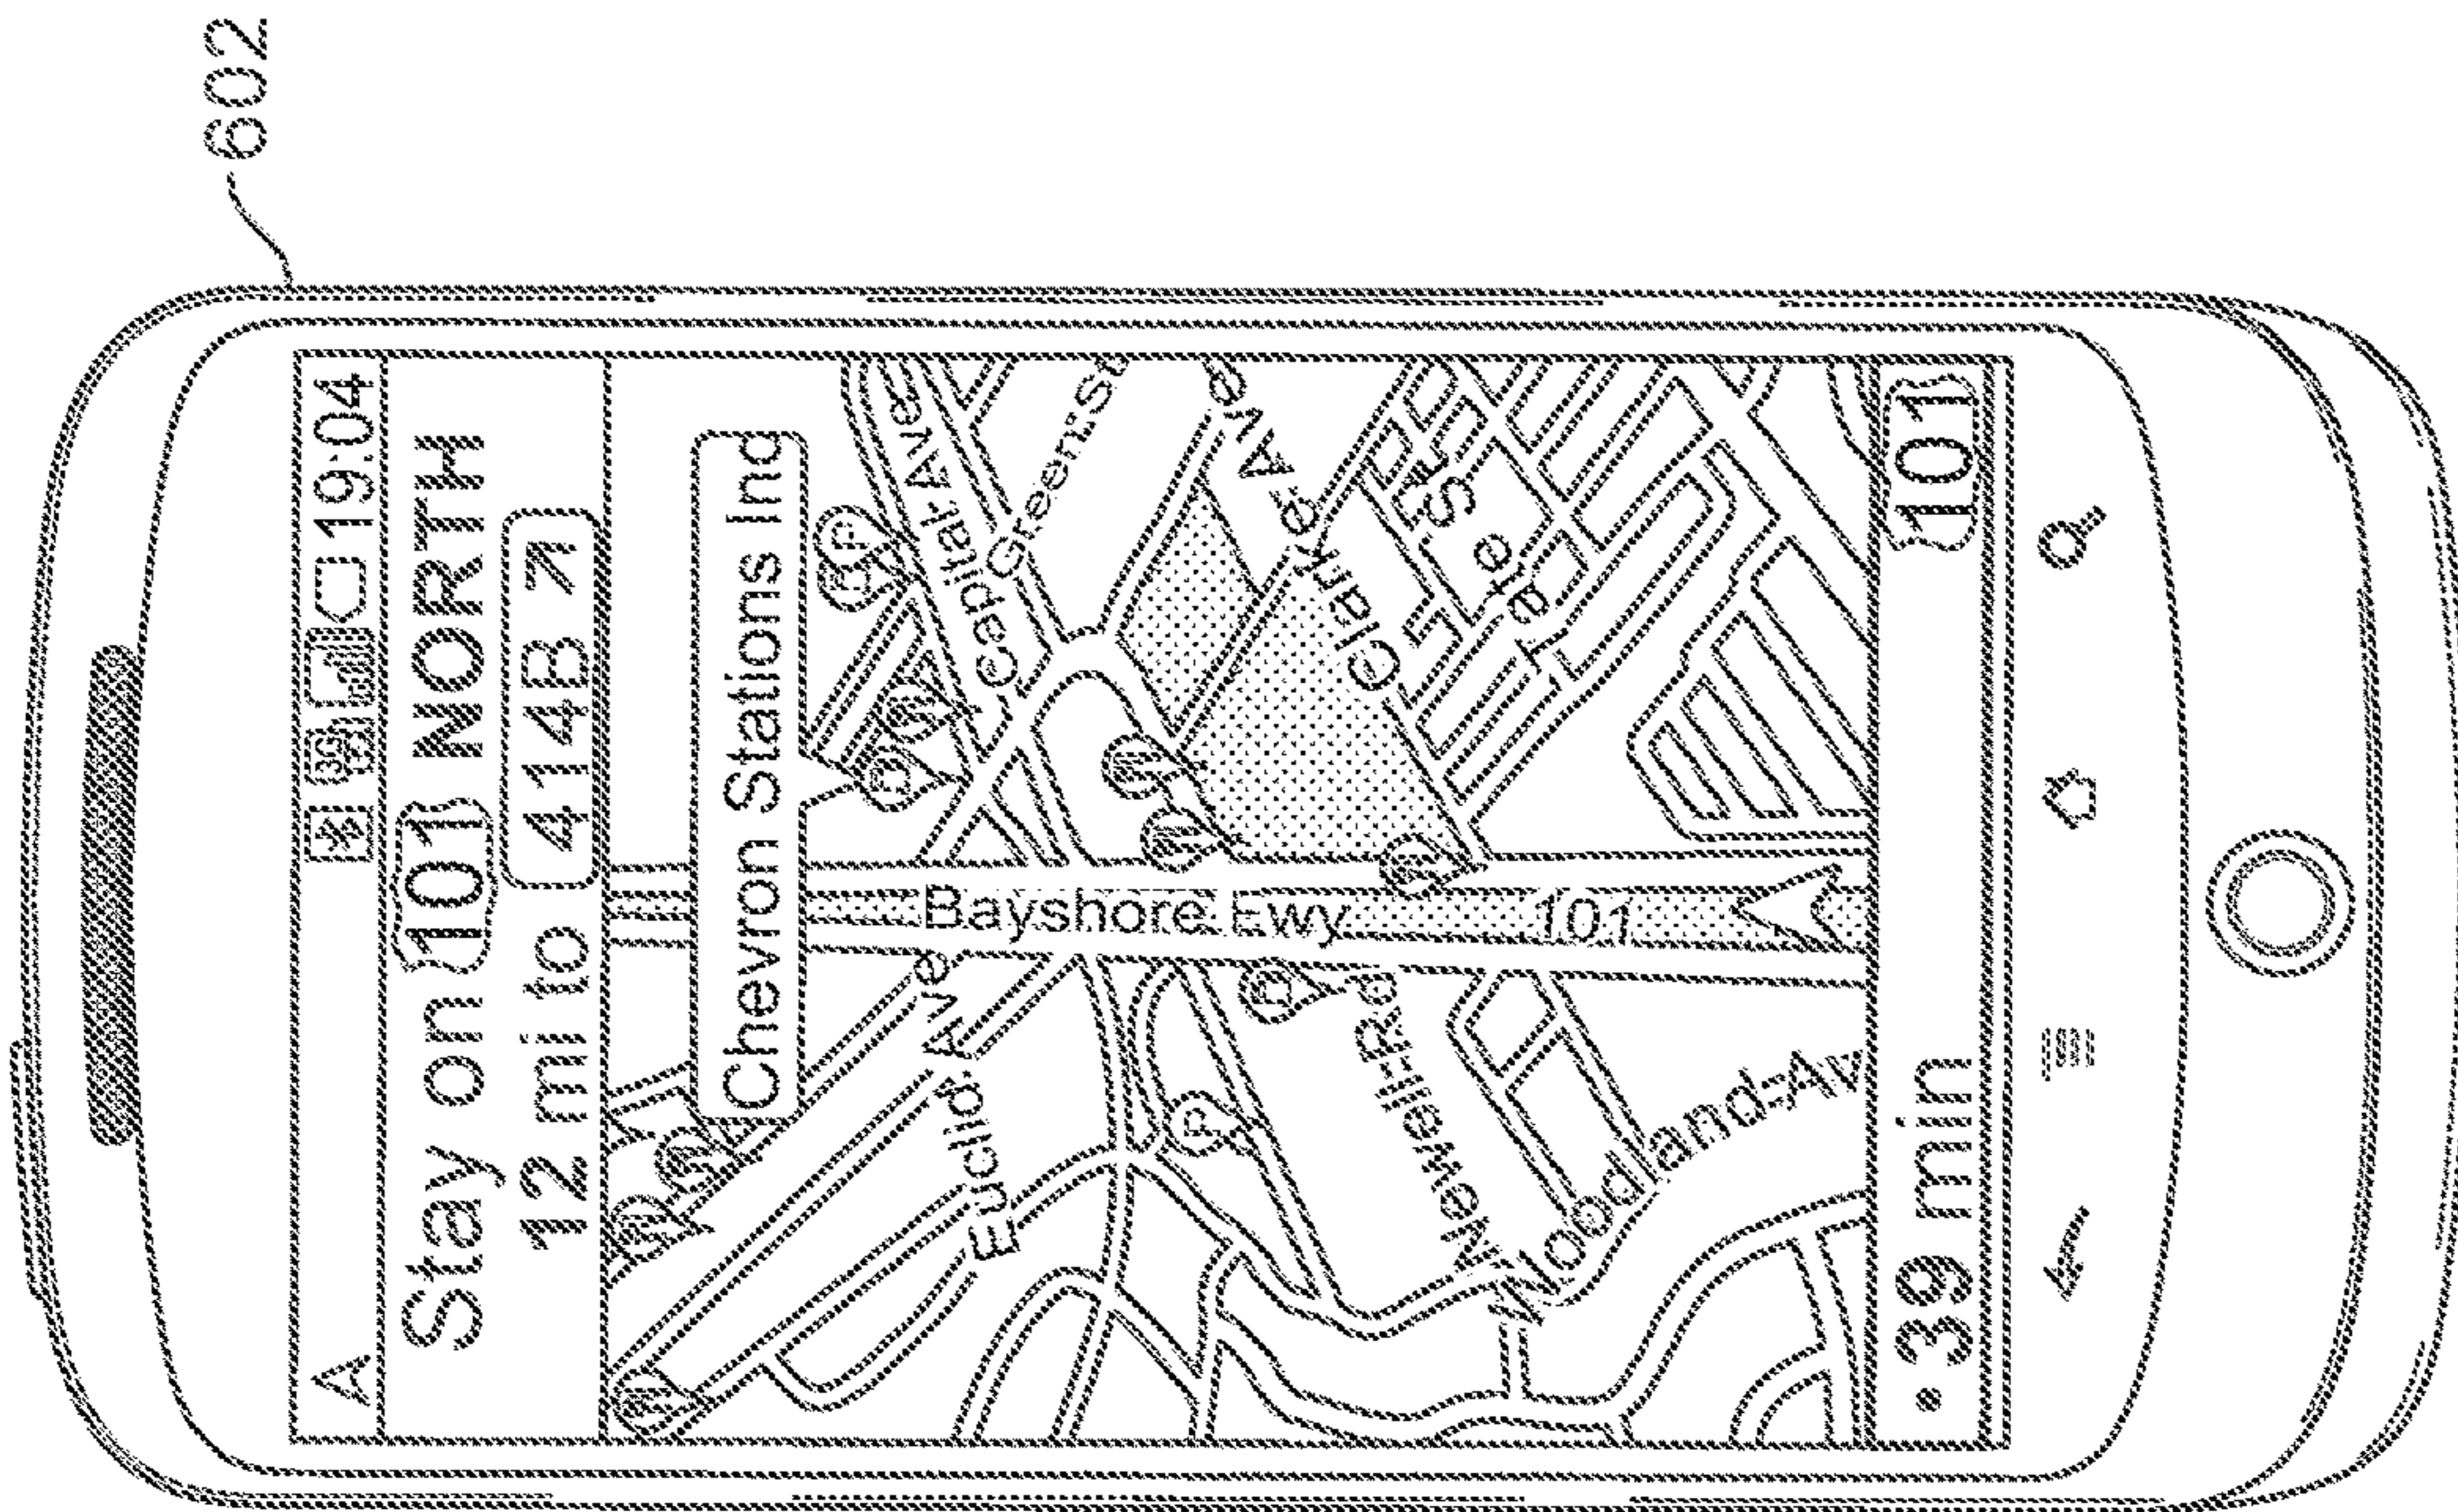 602
19:04
Stay on 101 NORTH
12 mi to 414B
Chevron Stations Inc
Capital Ave
Green St
Euclid Ave
Bayshore Fwy
Clarke Ave
P
P
Newell Rd
Tate St
101
Woodland Av
39 min
101